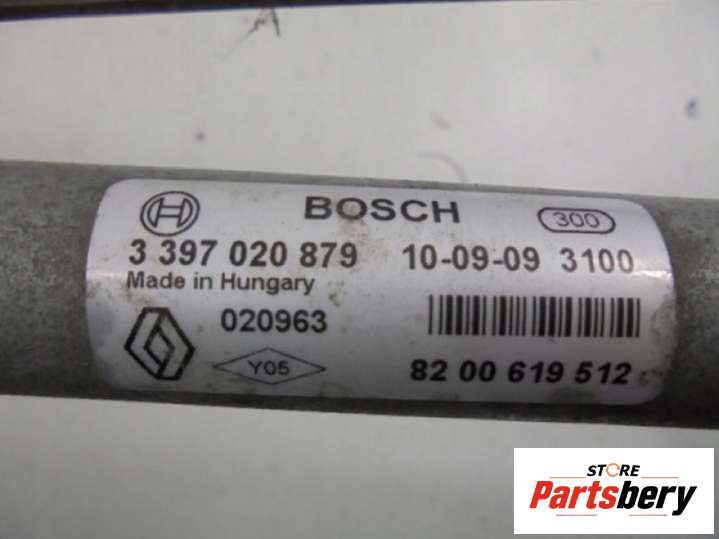 BOSCH 300
3 397 020 879 10-09-09 3100
Made in Hungary
020963
Y05 82 00 619 512
STORE
Partsbery